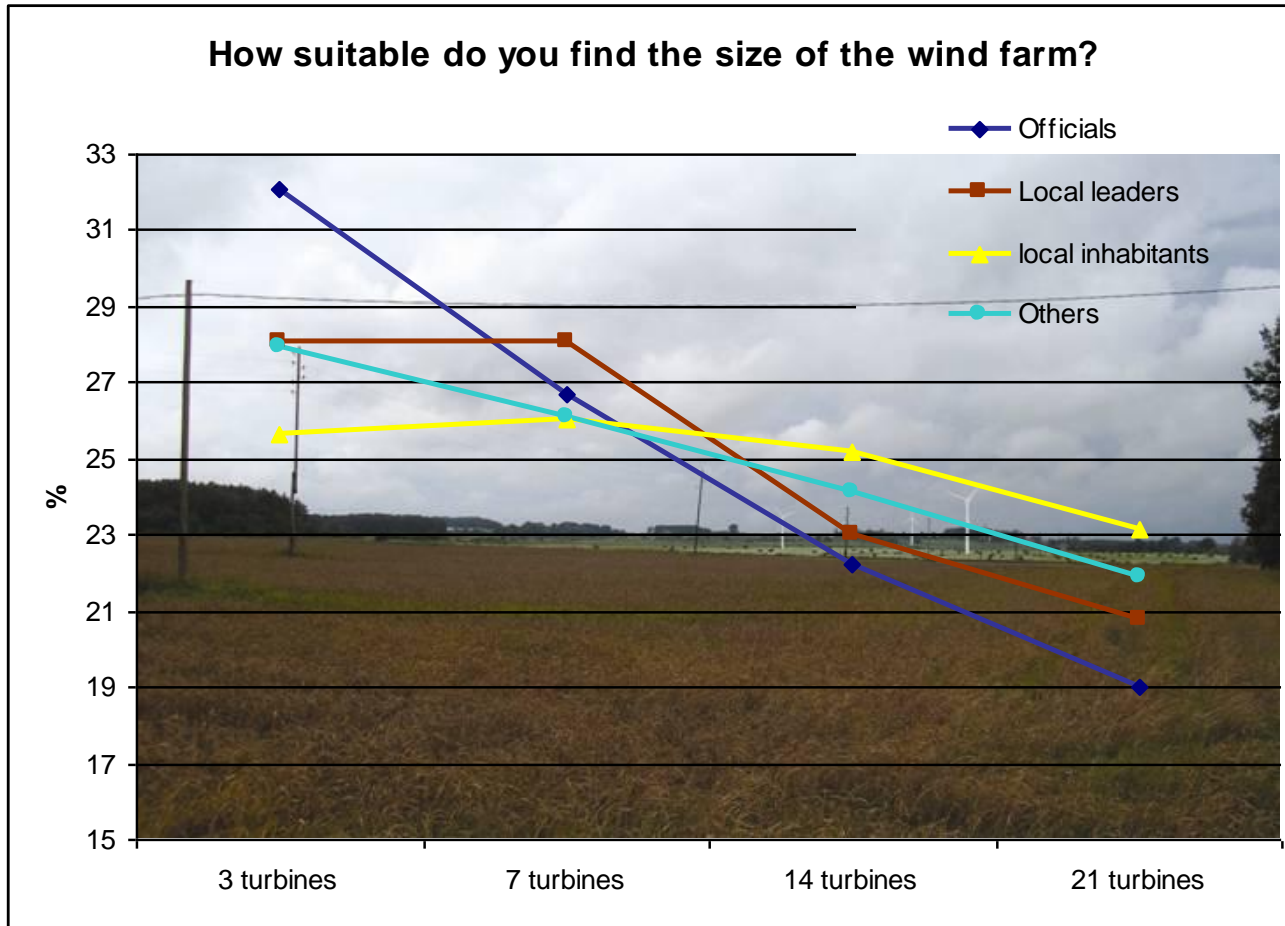 How suitable do you find the size of the wind farm?
Officials
Local leaders
local inhabitants
Others
33
31
29
27
25
23
21
19
17
15
%
3 turbines 7 turbines 14 turbines 21 turbines